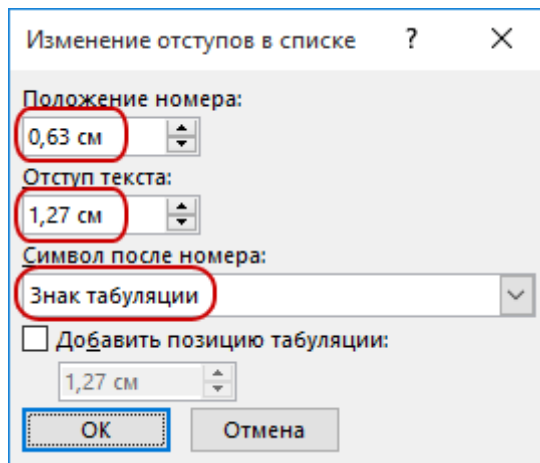 Изменение отступов в списке ?
Положение номера:
0,63 см
Отступ текста:
1,27 см
Символ после номера:
Знак табуляции
Добавить позицию табуляции:
1,27 см
ОК Отмена